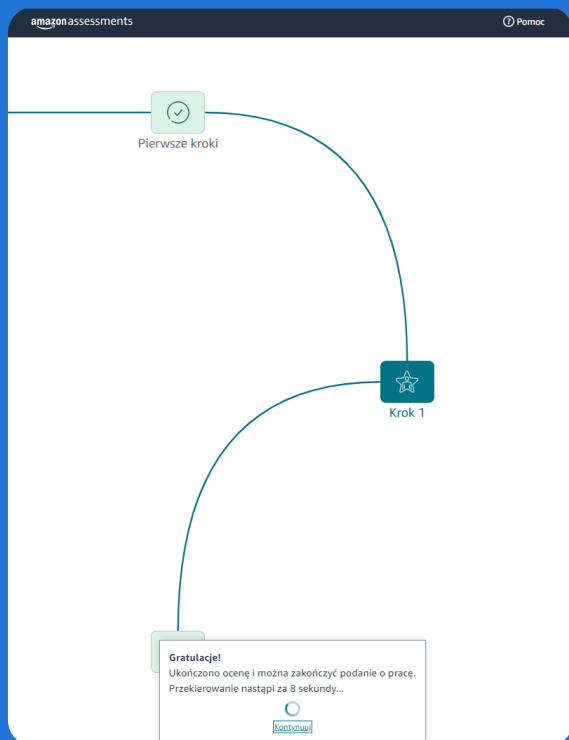 amazon assessments
Pomoc
Pierwsze kroki
Krok 1
Gratulacje!
Ukończono ocenę i można zakończyć podanie o pracę.
Przekierowanie nastąpi za 8 sekundy...
Kontynuuj